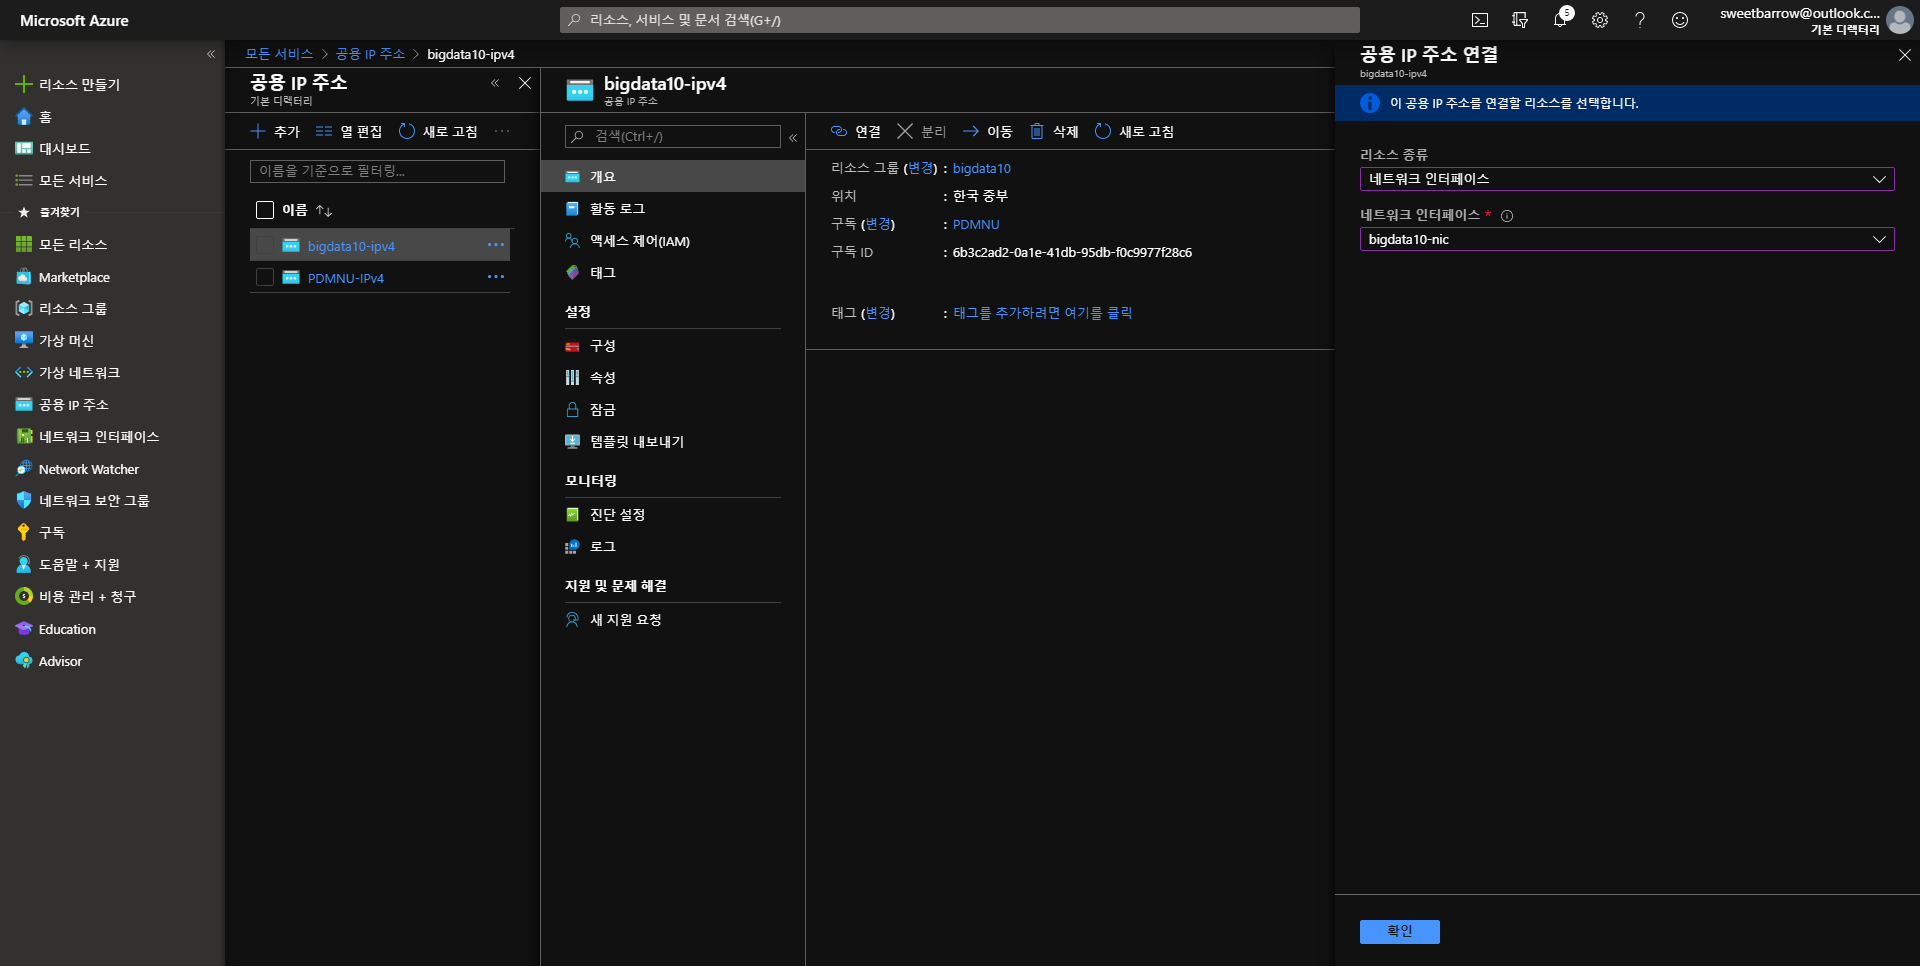 Microsoft Azure
리소스, 서비스 및 문서 검색(G+/)
5
sweetbarrow@outlook.c...
기본 디렉터리
«
리소스 만들기
홈
대시보드
모든 서비스
즐겨찾기
모든 리소스
Marketplace
리소스 그룹
가상 머신
가상 네트워크
공용 IP 주소
네트워크 인터페이스
Network Watcher
네트워크 보안 그룹
구독
도움말 + 지원
비용 관리 + 청구
Education
Advisor
모든 서비스 > 공용 IP 주소 > bigdata10-ipv4
공용 IP 주소
기본 디렉터리
추가 열 편집 새로 고침 ...
이름을 기준으로 필터링...
이름 ↑↓
bigdata10-ipv4 ...
PDMNU-IPv4 ...
bigdata10-ipv4
공용 IP 주소
검색(Ctrl+/)
개요
활동 로그
액세스 제어(IAM)
태그
설정
구성
속성
잠금
템플릿 내보내기
모니터링
진단 설정
로그
지원 및 문제 해결
새 지원 요청
연결 분리 이동 삭제 새로 고침
리소스 그룹 (변경) : bigdata10
위치 : 한국 중부
구독 (변경) : PDMNU
구독 ID : 6b3c2ad2-0a1e-41db-95db-f0c9977f28c6
태그 (변경) : 태그를 추가하려면 여기를 클릭
공용 IP 주소 연결
bigdata10-ipv4
이 공용 IP 주소를 연결할 리소스를 선택합니다.
리소스 종류
네트워크 인터페이스
네트워크 인터페이스 *
bigdata10-nic
확인